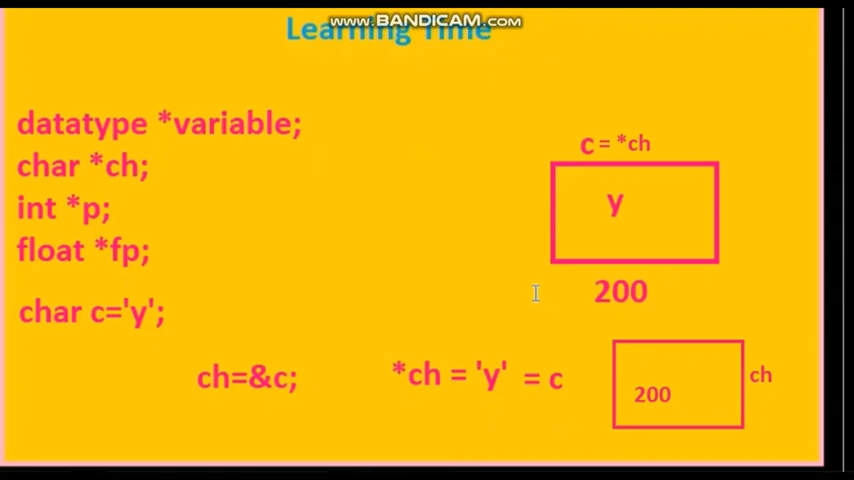 www.BANDICAM.com
Learning Time
datatype *variable;
char *ch;
int *p;
float *fp;
char c='y';
ch=&c;
*ch = 'y' = c
c = *ch
y
200
200
ch